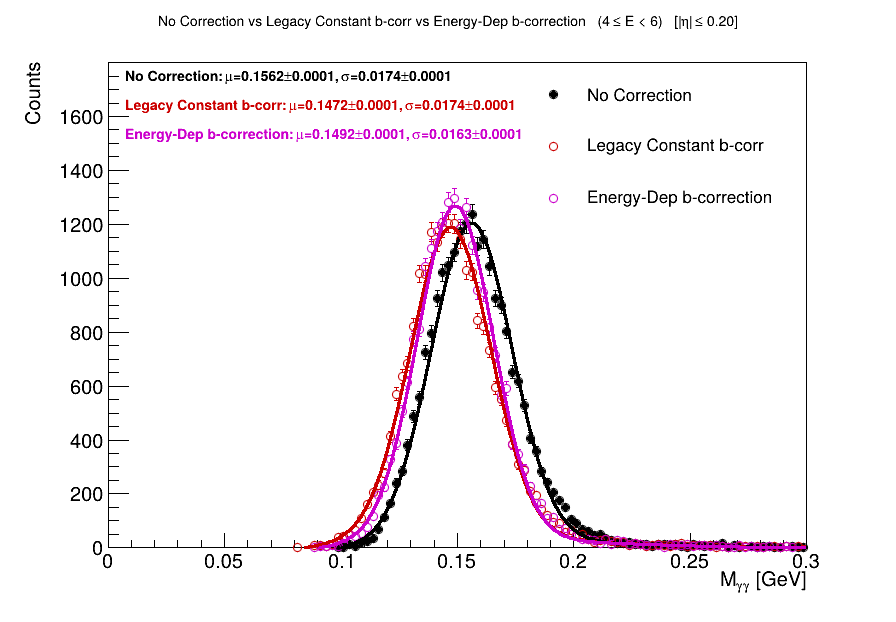 No Correction vs Legacy Constant b-corr vs Energy-Dep b-correction (4 ≤ E < 6) [|η| ≤ 0.20]
No Correction: μ=0.1562±0.0001, σ=0.0174±0.0001
Legacy Constant b-corr: μ=0.1472±0.0001, σ=0.0174±0.0001
Energy-Dep b-correction: μ=0.1492±0.0001, σ=0.0163±0.0001
No Correction
Legacy Constant b-corr
Energy-Dep b-correction
Counts
1600
1400
1200
1000
800
600
400
200
0
0 0.05 0.1 0.15 0.2 0.25 0.3
Mγγ [GeV]